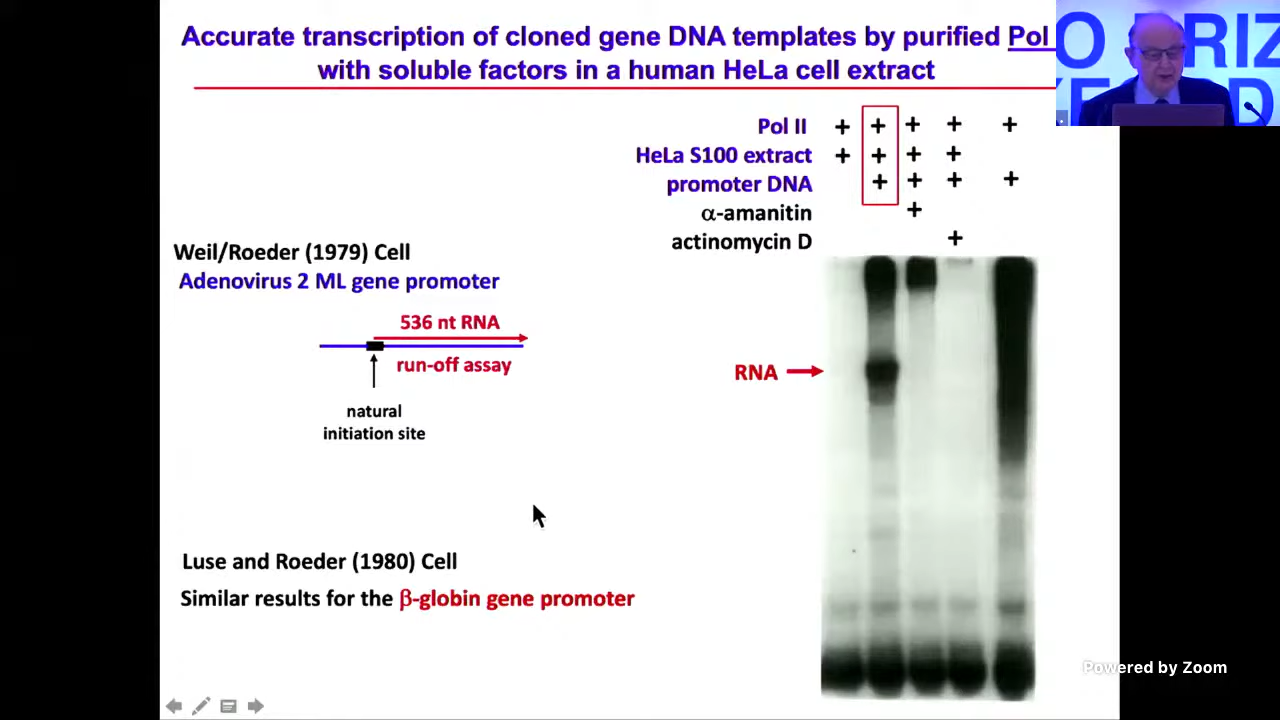 Accurate transcription of cloned gene DNA templates by purified Pol
with soluble factors in a human HeLa cell extract
O PRIZ
D
Pol II + + + + +
HeLa S100 extract + + + +
promoter DNA + + + +
α-amanitin +
actinomycin D +
Weil/Roeder (1979) Cell
Adenovirus 2 ML gene promoter
536 nt RNA
run-off assay
natural
initiation site
RNA
Luse and Roeder (1980) Cell
Similar results for the β-globin gene promoter
Powered by Zoom